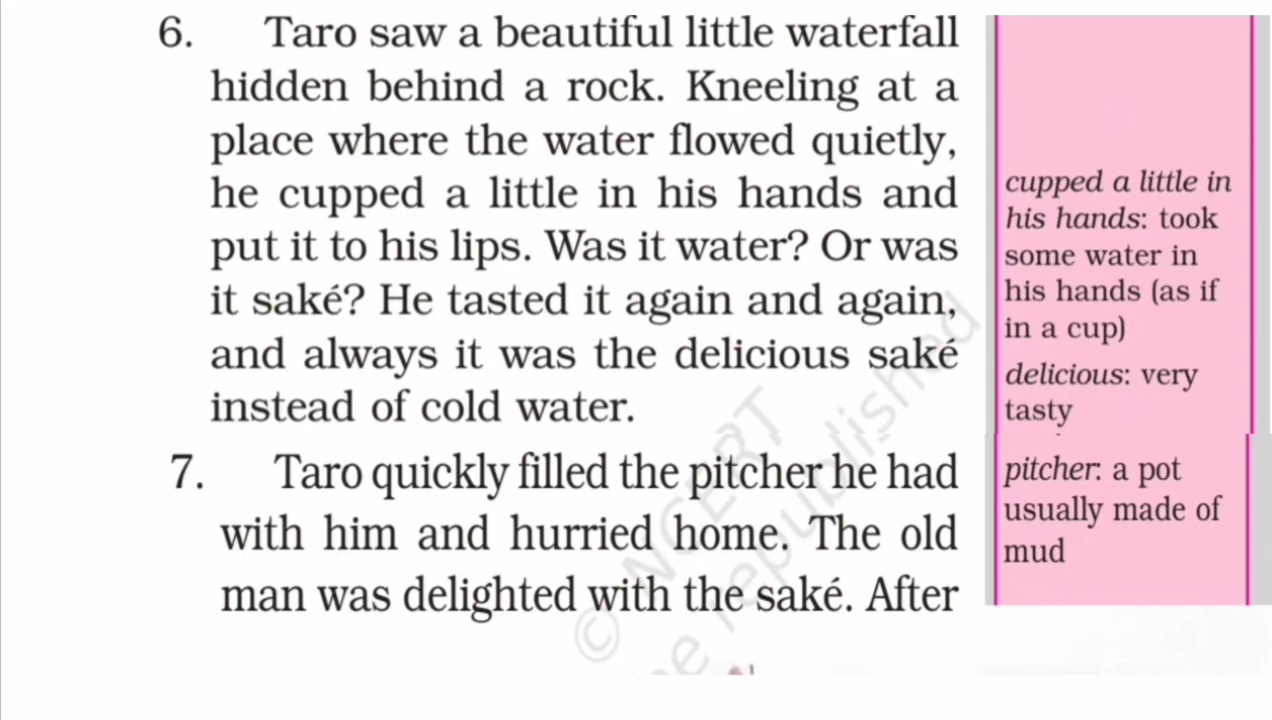 6. Taro saw a beautiful little waterfall
hidden behind a rock. Kneeling at a
place where the water flowed quietly,
he cupped a little in his hands and
put it to his lips. Was it water? Or was
it saké? He tasted it again and again,
and always it was the delicious saké
instead of cold water.
7. Taro quickly filled the pitcher he had
with him and hurried home. The old
man was delighted with the saké. After
cupped a little in
his hands: took
some water in
his hands (as if
in a cup)
delicious: very
tasty
pitcher: a pot
usually made of
mud
© NCERT
republished